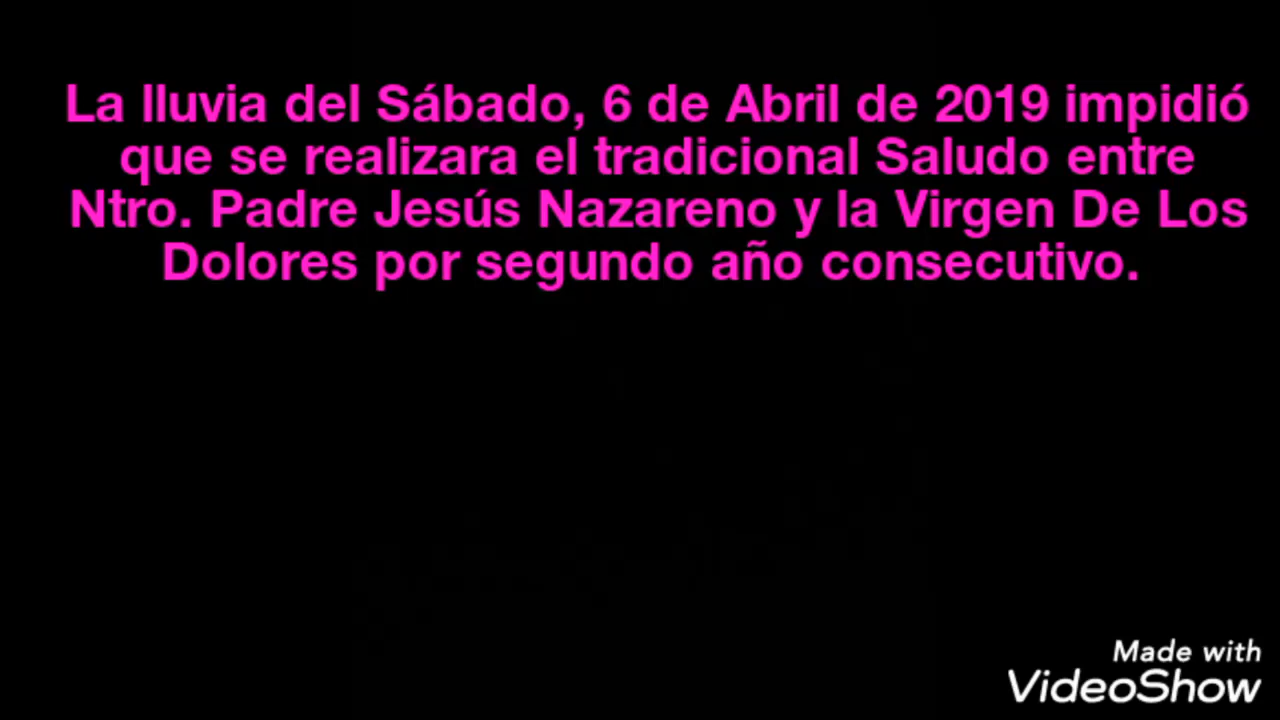 La lluvia del Sábado, 6 de Abril de 2019 impidió
que se realizara el tradicional Saludo entre
Ntro. Padre Jesús Nazareno y la Virgen De Los
Dolores por segundo año consecutivo.
Made with
VideoShow